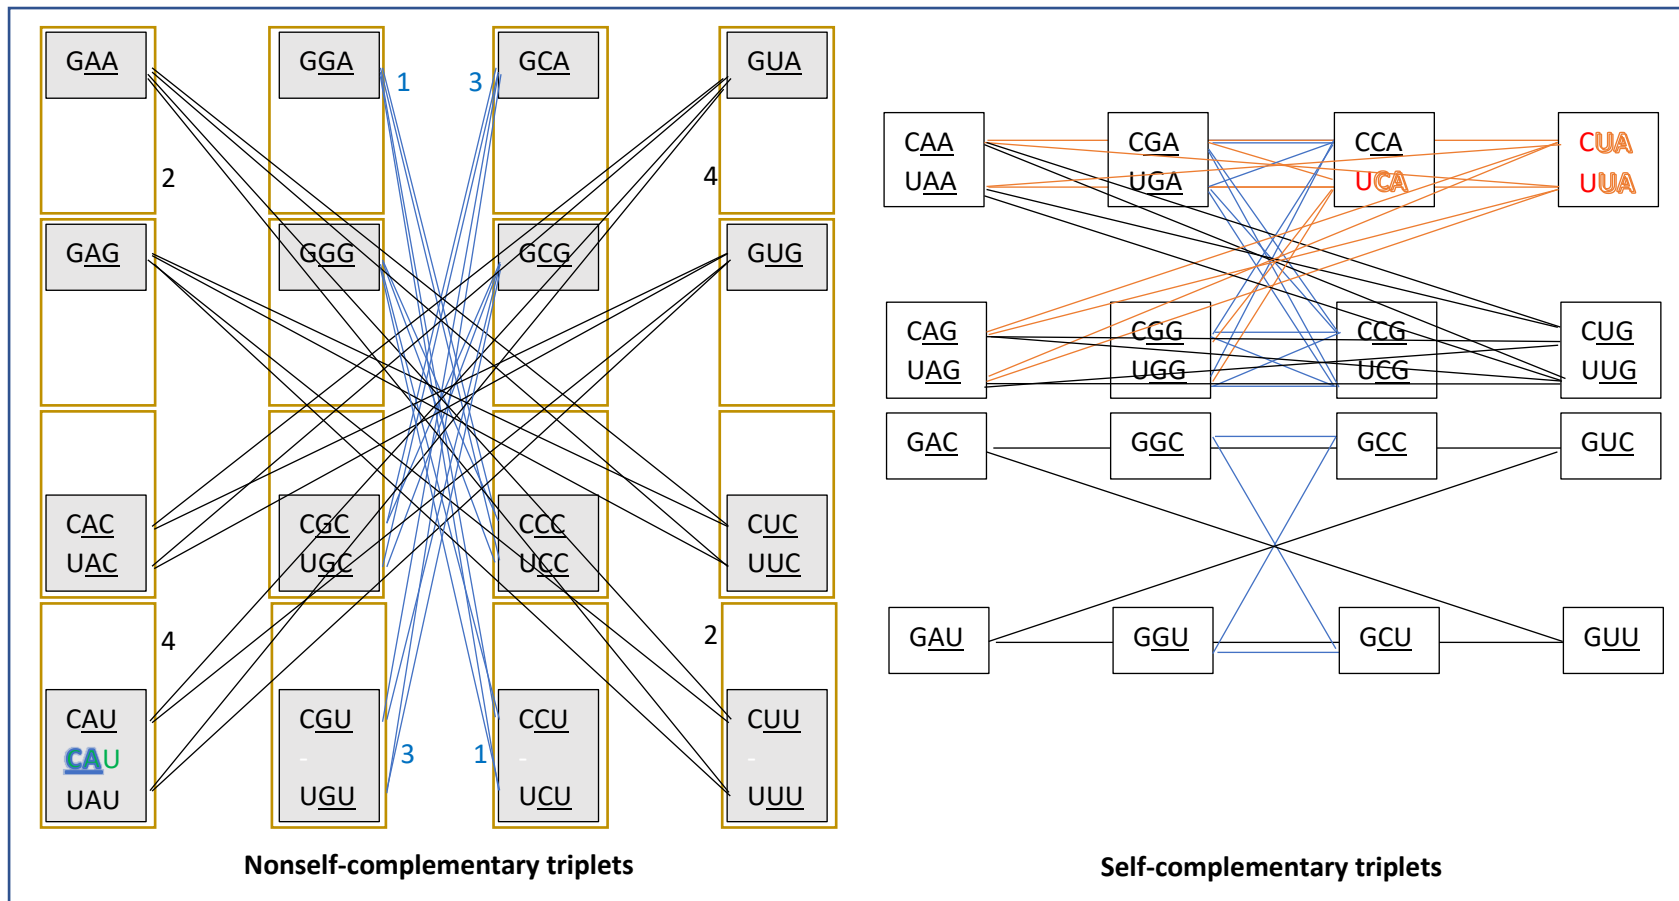 GAA
GGA
GCA
GUA
1
3
2
4
GAG
GGG
GCG
GUG
CAC
CGC
CCC
CUC
UAC
UGC
UCC
UUC
4
2
CAU
CGU
CCU
CUU
CAU
-
-
-
3
1
UAU
UGU
UCU
UUU
Nonself-complementary triplets
CAA
CGA
CCA
CUA
UAA
UGA
UCA
UUA
CAG
CGG
CCG
CUG
UAG
UGG
UCG
UUG
GAC
GGC
GCC
GUC
GAU
GGU
GCU
GUU
Self-complementary triplets